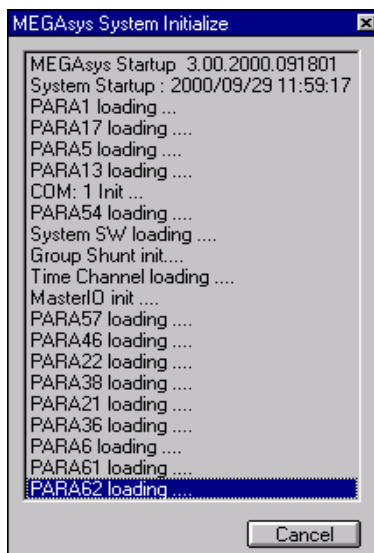 MEGAsys System Initialize
MEGAsys Startup 3.00.2000.091801
System Startup : 2000/09/29 11:59:17
PARA1 loading ...
PARA17 loading ....
PARA5 loading ....
PARA13 loading ....
COM: 1 Init ...
PARA54 loading ....
System SW loading ....
Group Shunt init....
Time Channel loading ....
MasterIO init ....
PARA57 loading ....
PARA46 loading ....
PARA22 loading ....
PARA38 loading ....
PARA21 loading ....
PARA36 loading ....
PARA6 loading ....
PARA61 loading ....
PARA62 loading ....
Cancel